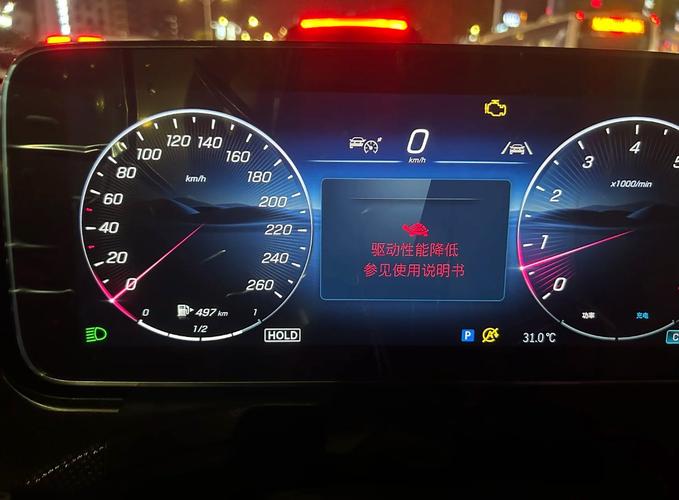 120 140
100 160
80 180
60 200
40 220
20 240
0 260
km/h
0
km/h
驱动性能降低
参见使用说明书
497 km
0 1/2 1
HOLD
P
A
31.0℃
0 1 2 3 4 5
x1000/min
功率 充电
C